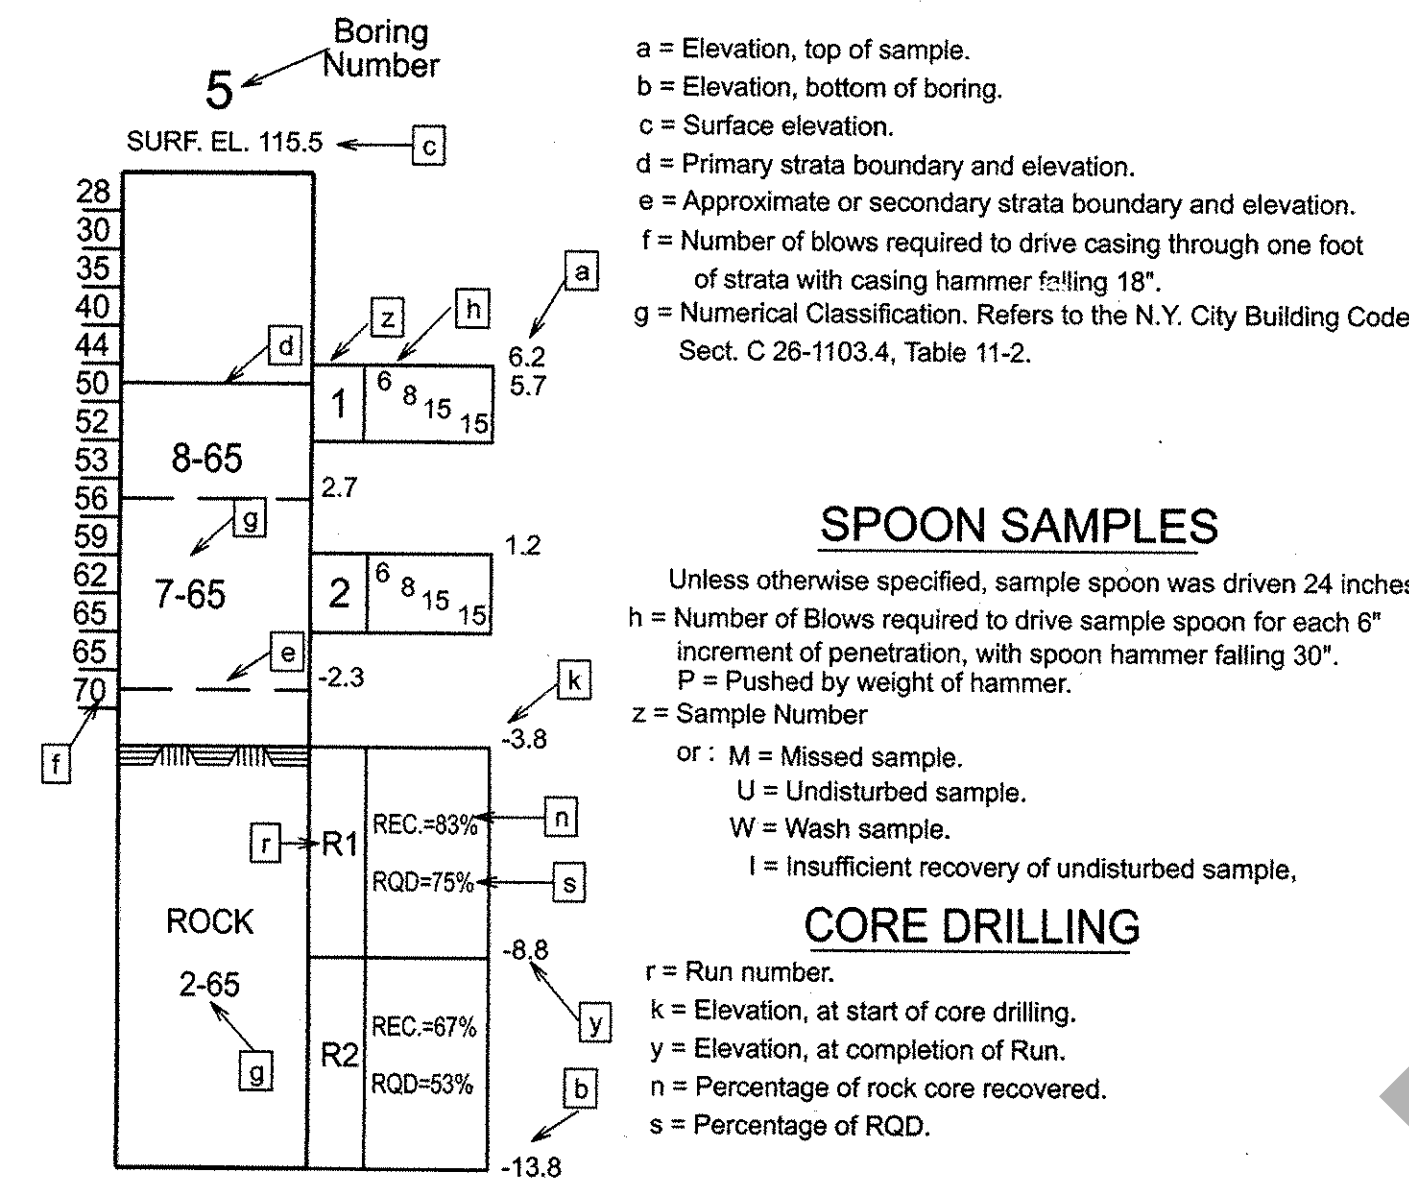 Boring
Number
5
SURF. EL. 115.5
c
28
30
35
40
44
50
52
53
56
59
62
65
65
70
f
d
z
h
a
6.2
5.7
1
6 8 15 15
8-65
2.7
g
1.2
7-65
2
6 8 15 15
e
-2.3
k
-3.8
r
R1
REC.=83%
n
RQD=75%
s
ROCK
-8.8
2-65
y
g
R2
REC.=67%
RQD=53%
b
-13.8
a = Elevation, top of sample.
b = Elevation, bottom of boring.
c = Surface elevation.
d = Primary strata boundary and elevation.
e = Approximate or secondary strata boundary and elevation.
f = Number of blows required to drive casing through one foot
of strata with casing hammer falling 18".
g = Numerical Classification. Refers to the N.Y. City Building Code
Sect. C 26-1103.4, Table 11-2.
SPOON SAMPLES
Unless otherwise specified, sample spoon was driven 24 inches
h = Number of Blows required to drive sample spoon for each 6"
increment of penetration, with spoon hammer falling 30".
P = Pushed by weight of hammer.
z = Sample Number
or : M = Missed sample.
U = Undisturbed sample.
W = Wash sample.
I = Insufficient recovery of undisturbed sample,
CORE DRILLING
r = Run number.
k = Elevation, at start of core drilling.
y = Elevation, at completion of Run.
n = Percentage of rock core recovered.
s = Percentage of RQD.